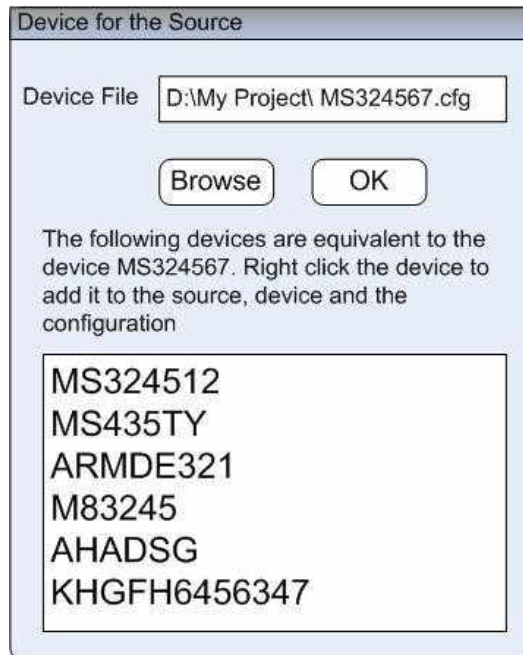 Device for the Source
Device File D:\My Project\ MS324567.cfg
Browse OK
The following devices are equivalent to the
device MS324567. Right click the device to
add it to the source, device and the
configuration
MS324512
MS435TY
ARMDE321
M83245
AHADSG
KHGFH6456347